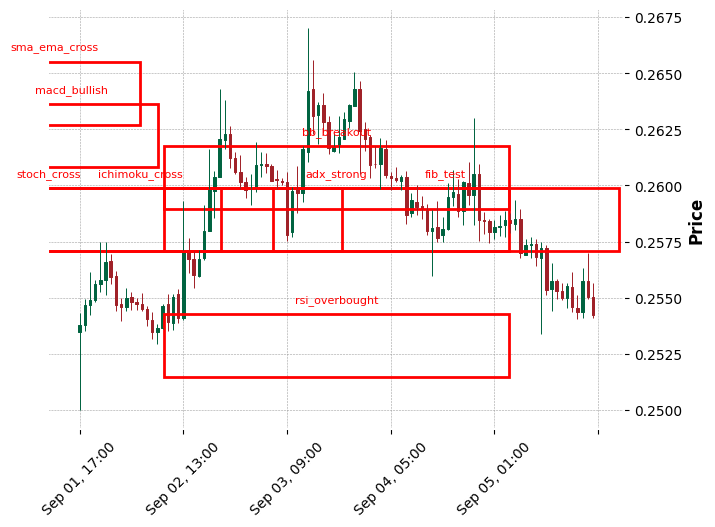 0.2675
sma_ema_cross
0.2650
macd_bullish
0.2625
bb_breakout
stoch_cross ichimoku_cross adx_strong fib_test
0.2600
0.2575
Price
0.2550
rsi_overbought
0.2525
0.2500
Sep 01, 17:00
Sep 02, 13:00
Sep 03, 09:00
Sep 04, 05:00
Sep 05, 01:00